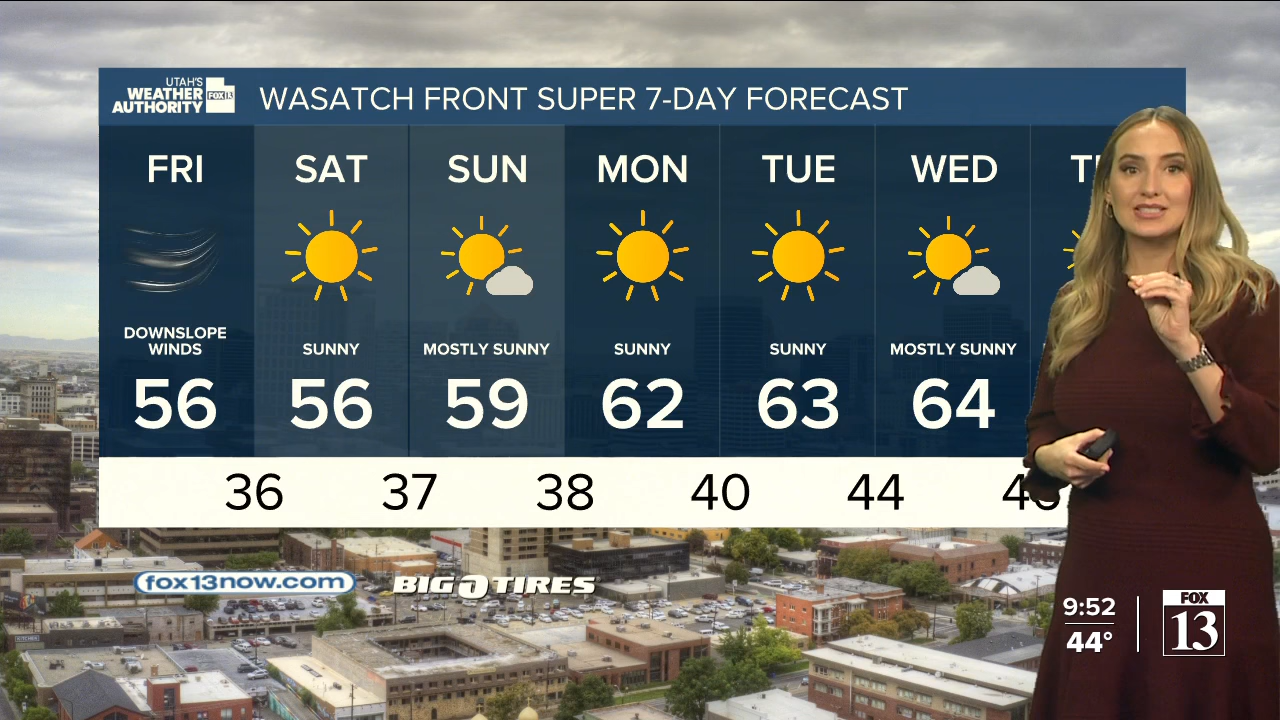 UTAH'S
WEATHER
AUTHORITY
FOX 13
WASATCH FRONT SUPER 7-DAY FORECAST
FRI
SAT
SUN
MON
TUE
WED
DOWNSLOPE
WINDS
SUNNY
MOSTLY SUNNY
SUNNY
SUNNY
MOSTLY SUNNY
56
56
59
62
63
64
36
37
38
40
44
fox13now.com
BIG O TIRES
9:52
44°
FOX
13